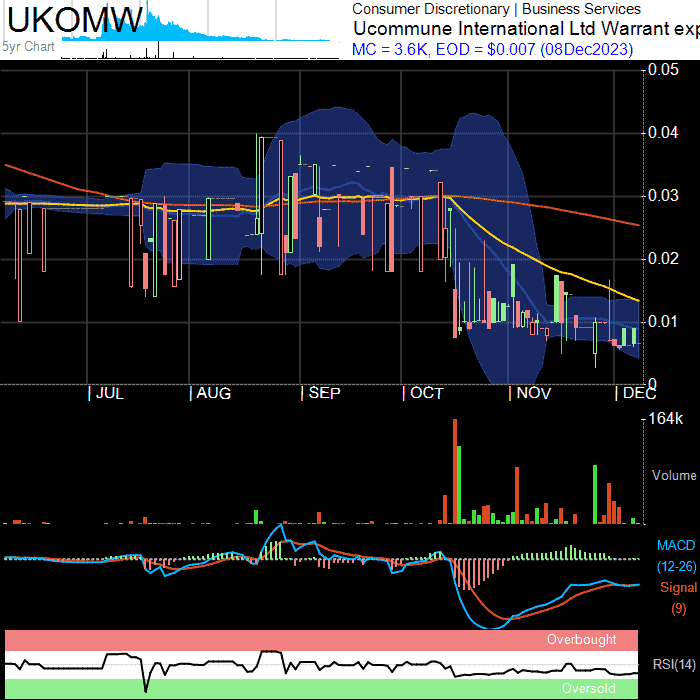 UKOMW
5yr Chart
Consumer Discretionary | Business Services
Ucommune International Ltd Warrant exp
MC = 3.6K, EOD = $0.007 (08Dec2023)
0.05
0.04
0.03
0.02
0.01
0
| JUL | AUG | SEP | OCT | NOV | DEC
164k
Volume
MACD
(12-26)
Signal
(9)
Overbought
RSI(14)
Oversold